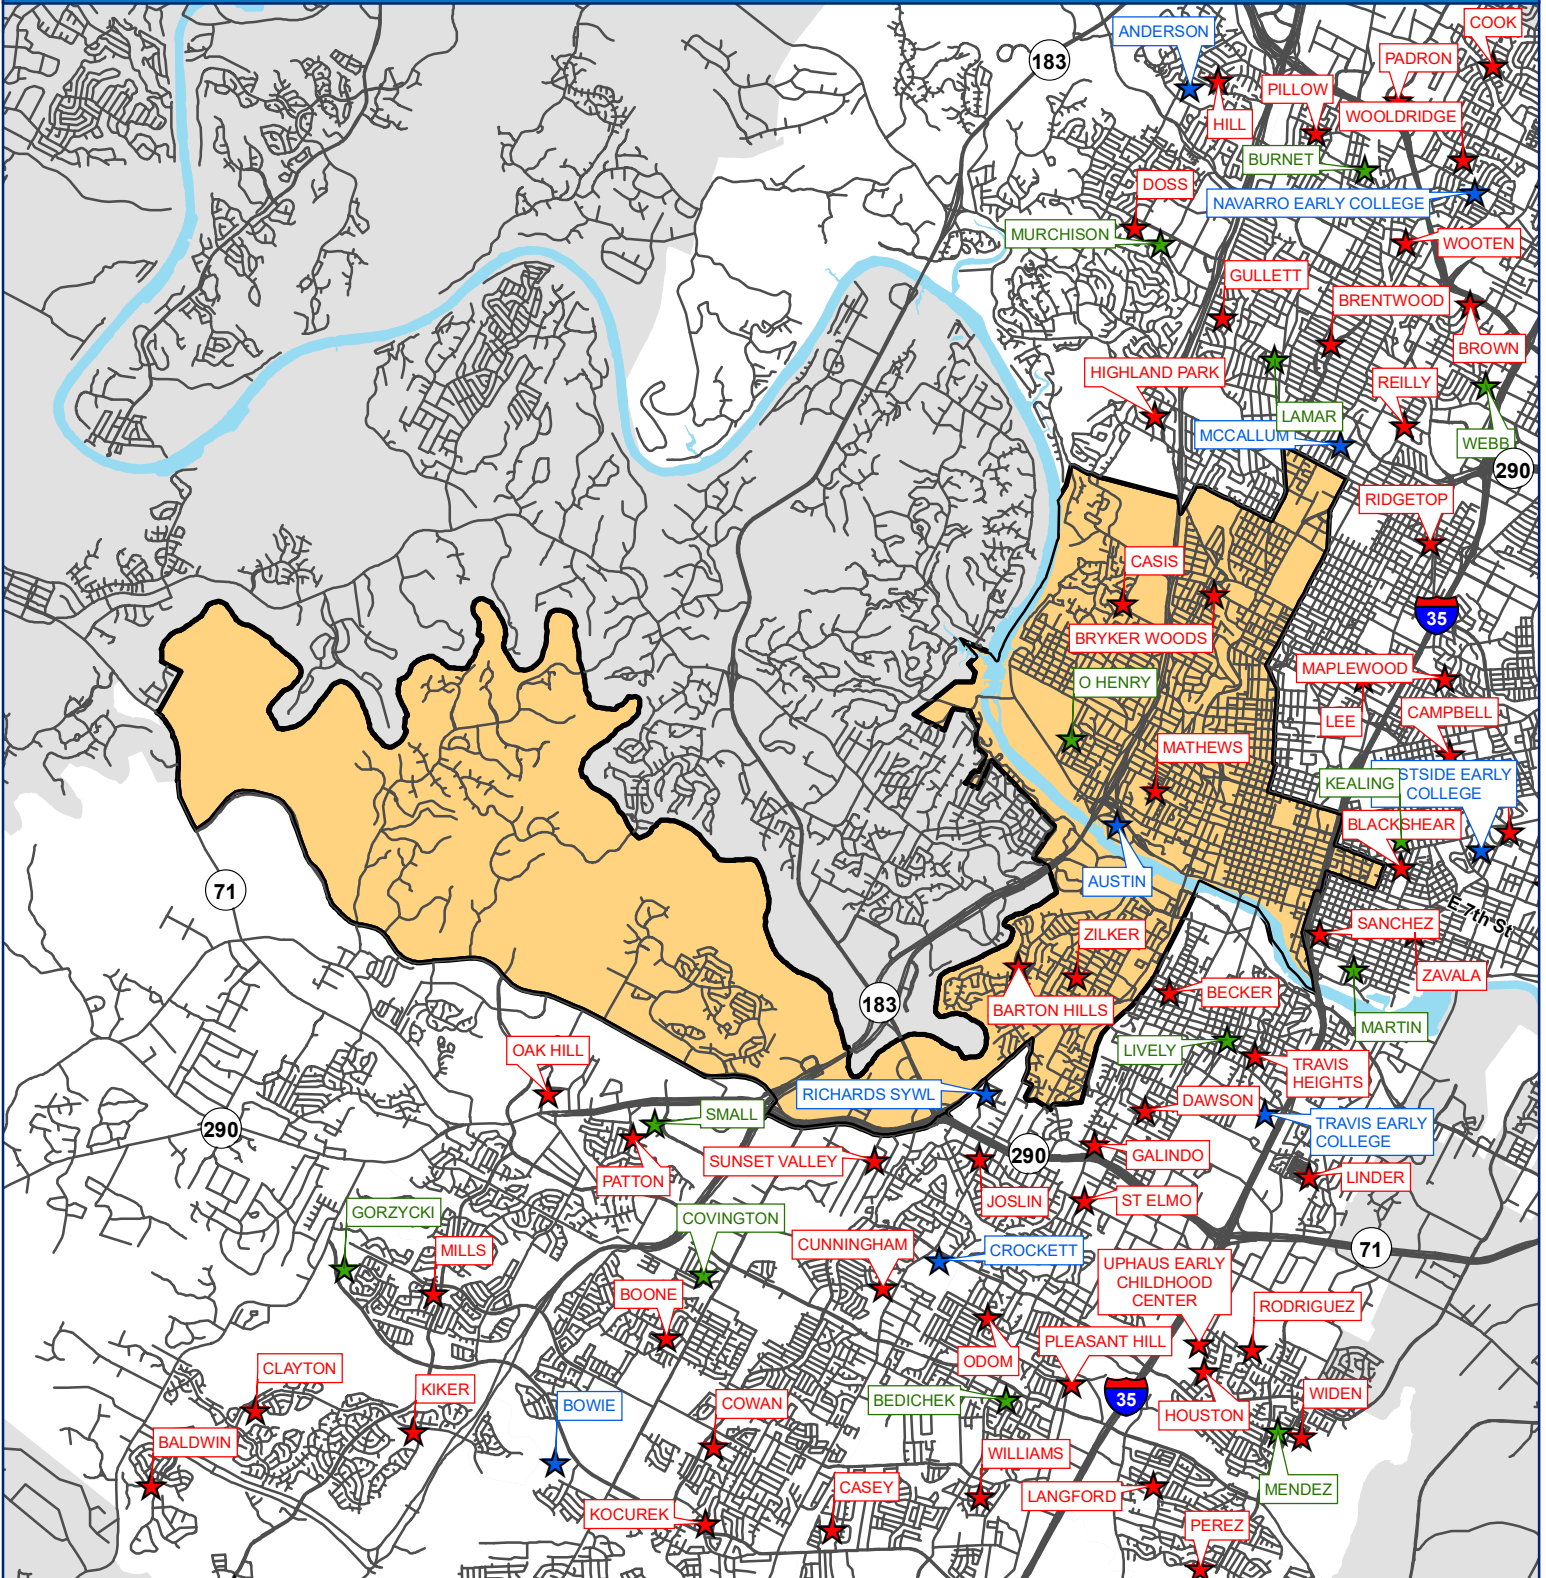 COOK
ANDERSON
183
PADRON
PILLOW
WOOLDRIDGE
HILL
BURNET
DOSS
NAVARRO EARLY COLLEGE
MURCHISON
WOOTEN
GULLETT
BRENTWOOD
BROWN
HIGHLAND PARK
REILLY
LAMAR
MCCALLUM
WEBB
290
RIDGETOP
CASIS
35
BRYKER WOODS
MAPLEWOOD
O HENRY
LEE
CAMPBELL
MATHEWS
KEALING
STSIDE EARLY
COLLEGE
BLACKSHEAR
AUSTIN
71
E 7th St
SANCHEZ
ZILKER
ZAVALA
BECKER
183
BARTON HILLS
MARTIN
OAK HILL
LIVELY
TRAVIS
HEIGHTS
RICHARDS SYWL
DAWSON
SMALL
290
TRAVIS EARLY
COLLEGE
SUNSET VALLEY
290
GALINDO
PATTON
LINDER
JOSLIN
ST ELMO
GORZYCKI
COVINGTON
MILLS
CUNNINGHAM
CROCKETT
71
UPHAUS EARLY
CHILDHOOD
CENTER
BOONE
RODRIGUEZ
PLEASANT HILL
ODOM
CLAYTON
KIKER
35
WIDEN
BEDICHEK
BOWIE
COWAN
HOUSTON
BALDWIN
WILLIAMS
CASEY
LANGFORD
MENDEZ
KOCUREK
PEREZ